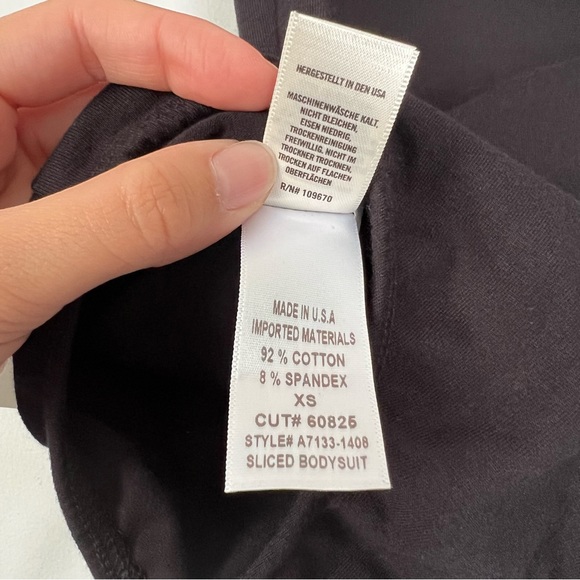 HERGESTELLT IN DEN USA
MASCHINENWÄSCHE KALT,
NICHT BLEICHEN,
EISEN NIEDRIG,
TROCKENREINIGUNG
FREIWILLIG. NICHT IM
TROCKNER TROCKNEN,
TROCKEN AUF FLACHEN
OBERFLÄCHEN
R/N# 109670
MADE IN U.S.A
IMPORTED MATERIALS
92 % COTTON
8 % SPANDEX
XS
CUT# 60825
STYLE# A7133-1408
SLICED BODYSUIT